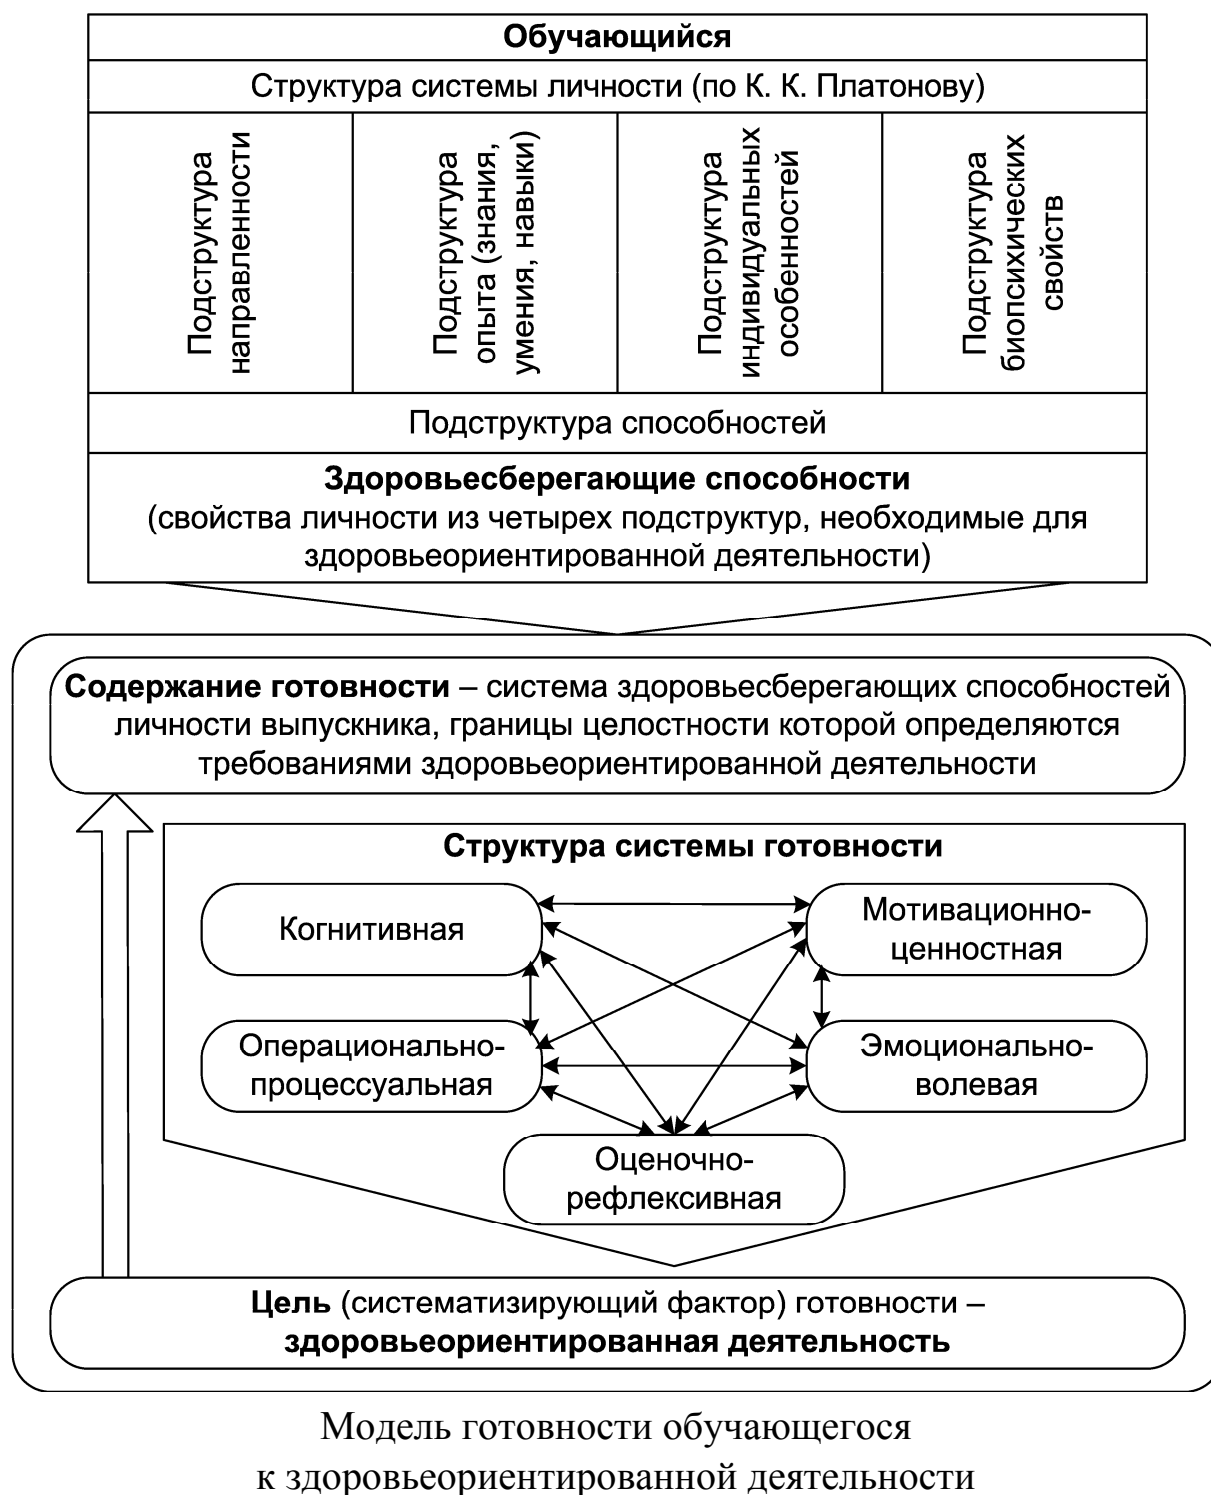 Обучающийся
Структура системы личности (по К. К. Платонову)
Подструктура
направленности
Подструктура
опыта (знания,
умения, навыки)
Подструктура
индивидуальных
особенностей
Подструктура
биопсихических
свойств
Подструктура способностей
Здоровьесберегающие способности
(свойства личности из четырех подструктур, необходимые для
здоровьеориентированной деятельности)
Содержание готовности – система здоровьесберегающих способностей
личности выпускника, границы целостности которой определяются
требованиями здоровьеориентированной деятельности
Структура системы готовности
Когнитивная
Мотивационно-
ценностная
Операционально-
процессуальная
Эмоционально-
волевая
Оценочно-
рефлексивная
Цель (систематизирующий фактор) готовности –
здоровьеориентированная деятельность
Модель готовности обучающегося
к здоровьеориентированной деятельности